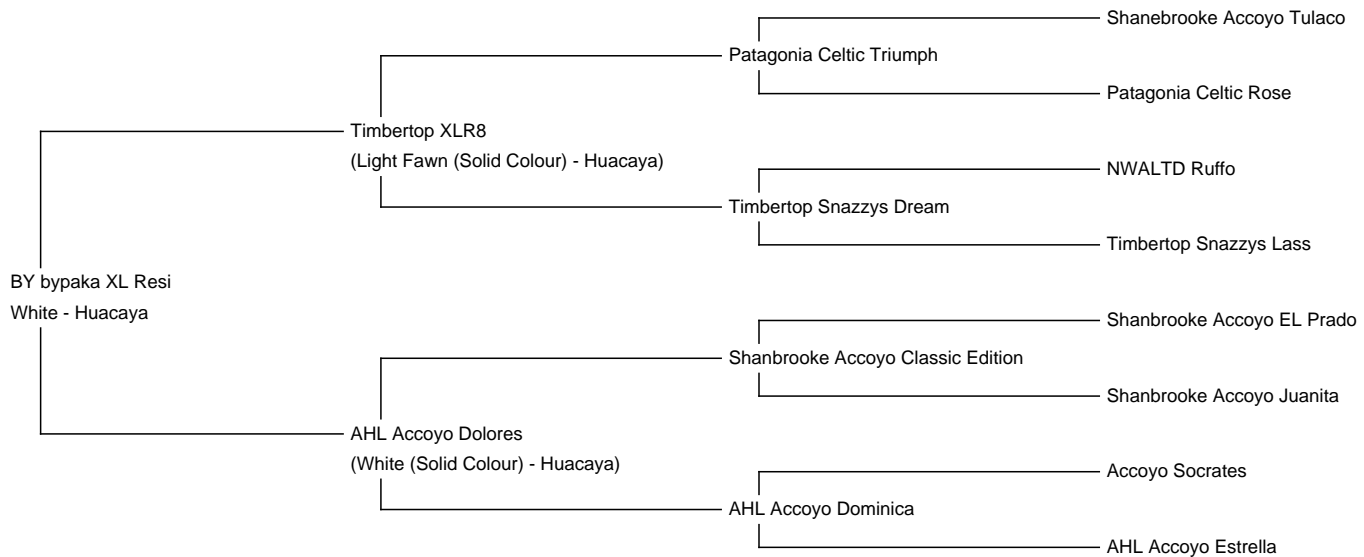 Shanebrooke Accoyo Tulaco
Patagonia Celtic Triumph
Patagonia Celtic Rose
Timbertop XLR8
(Light Fawn (Solid Colour) - Huacaya)
NWALTD Ruffo
Timbertop Snazzys Dream
Timbertop Snazzys Lass
BY bypaka XL Resi
White - Huacaya
Shanbrooke Accoyo EL Prado
Shanbrooke Accoyo Classic Edition
Shanbrooke Accoyo Juanita
AHL Accoyo Dolores
(White (Solid Colour) - Huacaya)
Accoyo Socrates
AHL Accoyo Dominica
AHL Accoyo Estrella